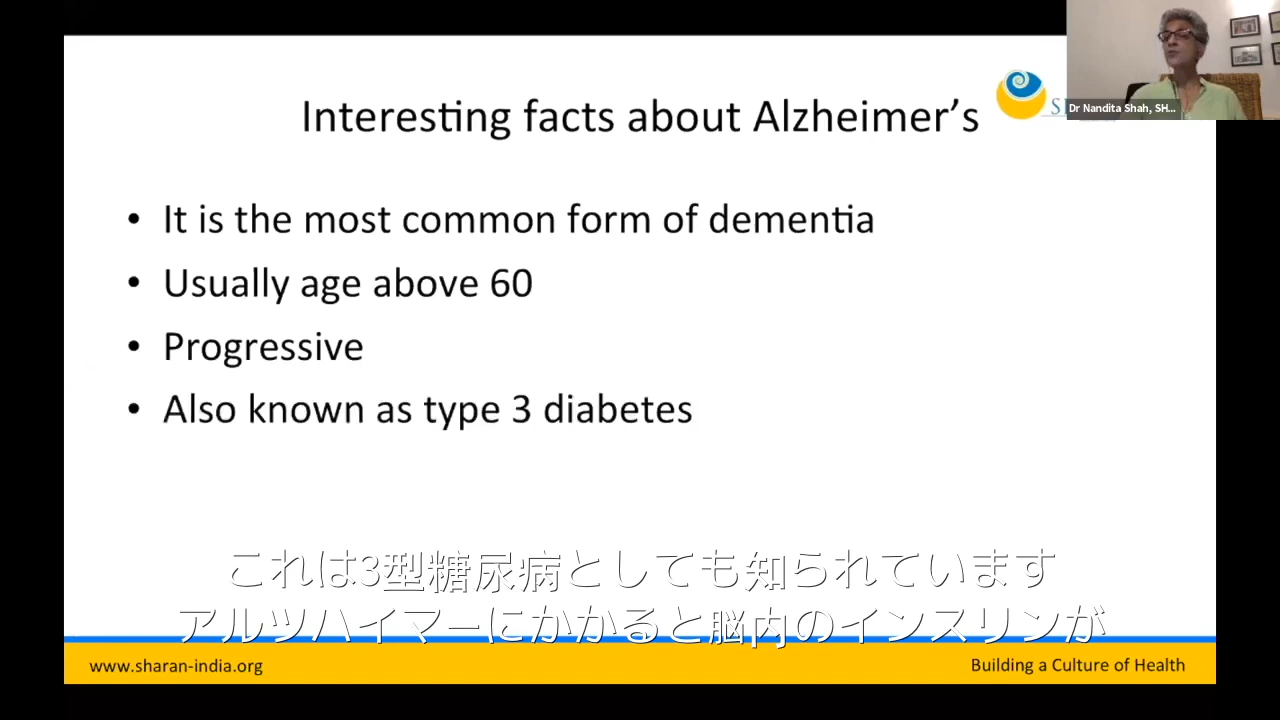 Interesting facts about Alzheimer’s
Dr Nandita Shah, SH...
• It is the most common form of dementia
• Usually age above 60
• Progressive
• Also known as type 3 diabetes
これは3型糖尿病としても知られています
アルツハイマーにかかると脳内のインスリンが
www.sharan-india.org
Building a Culture of Health